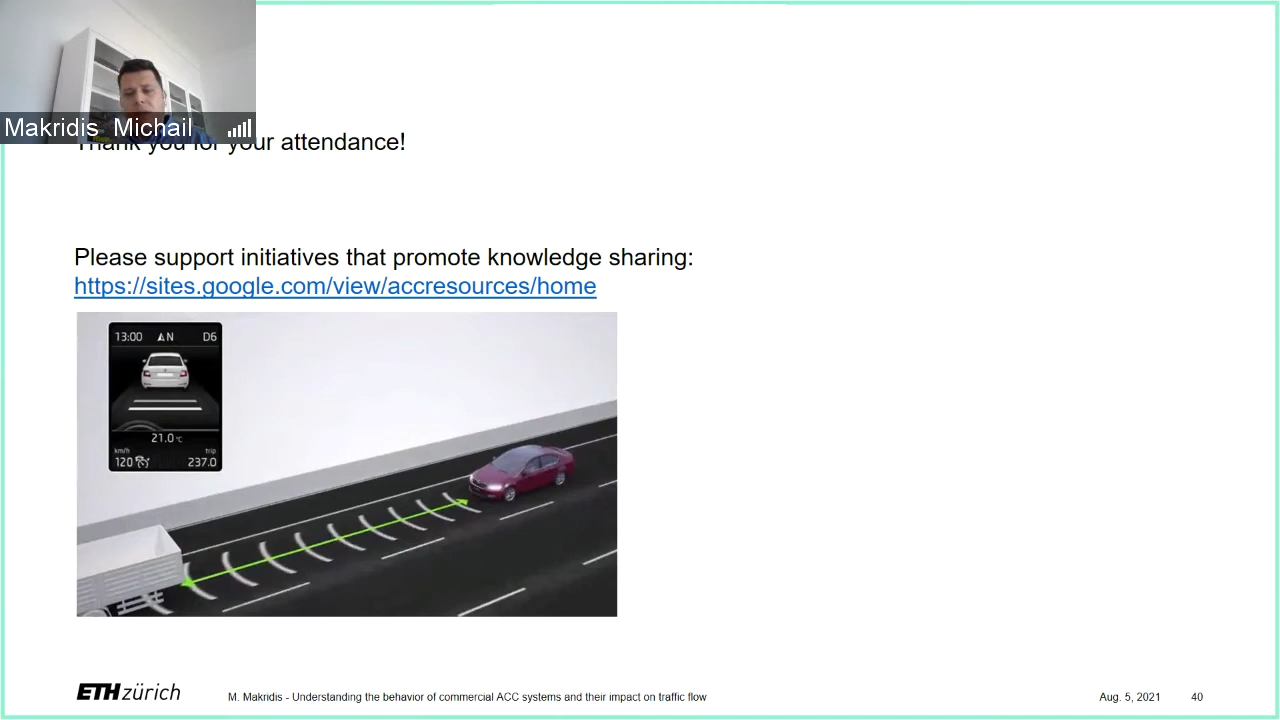 Makridis Michail
Thank you for your attendance!
Please support initiatives that promote knowledge sharing:
https://sites.google.com/view/accresources/home
13:00 N D6
21.0 °C
km/h trip
120 237.0
ETH zürich
M. Makridis - Understanding the behavior of commercial ACC systems and their impact on traffic flow
Aug. 5, 2021 40